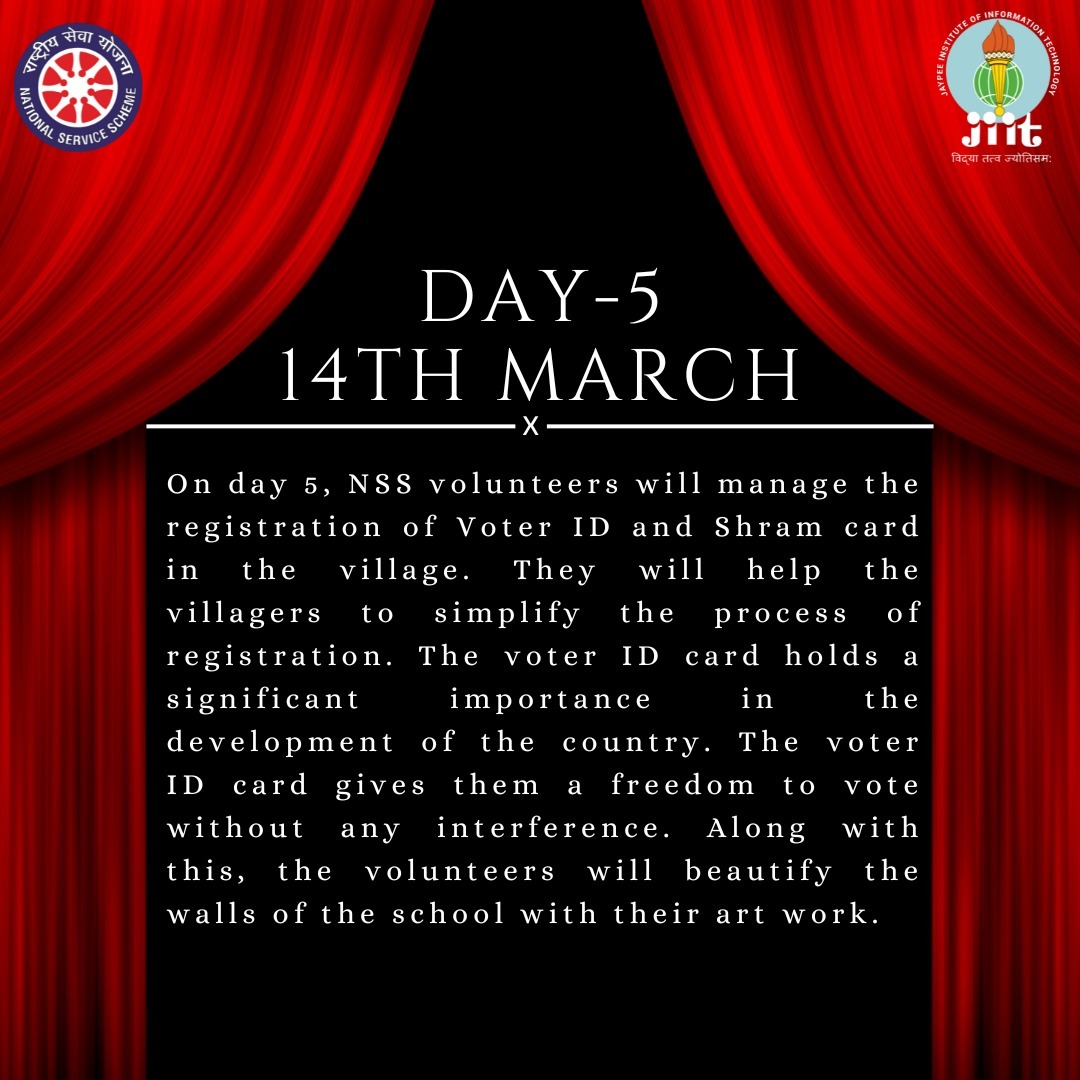 राष्ट्रीय सेवा योजना
NATIONAL SERVICE SCHEME
JAYPEE INSTITUTE OF INFORMATION TECHNOLOGY
jiit
विद्या तत्व ज्योतिसम:
DAY-5
14TH MARCH
X
On day 5, NSS volunteers will manage the
registration of Voter ID and Shram card
in the village. They will help the
villagers to simplify the process of
registration. The voter ID card holds a
significant importance in the
development of the country. The voter
ID card gives them a freedom to vote
without any interference. Along with
this, the volunteers will beautify the
walls of the school with their art work.